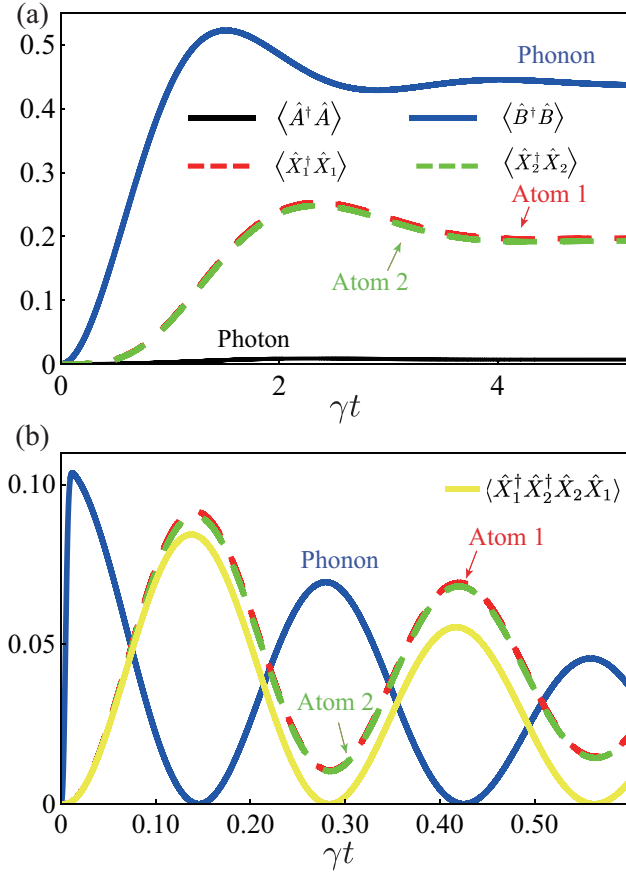 (a)
0.5
Phonon
0.4
⟨Â†Â⟩ ⟨B̂†B̂⟩
0.3
⟨X̂₁†X̂₁⟩ ⟨X̂₂†X̂₂⟩
Atom 1
0.2
Atom 2
0.1
Photon
0
0 2 4
γt
(b)
0.10
⟨X̂₁†X̂₂†X̂₂X̂₁⟩
Atom 1
Phonon
0.05
Atom 2
0
0 0.10 0.20 0.30 0.40 0.50
γt